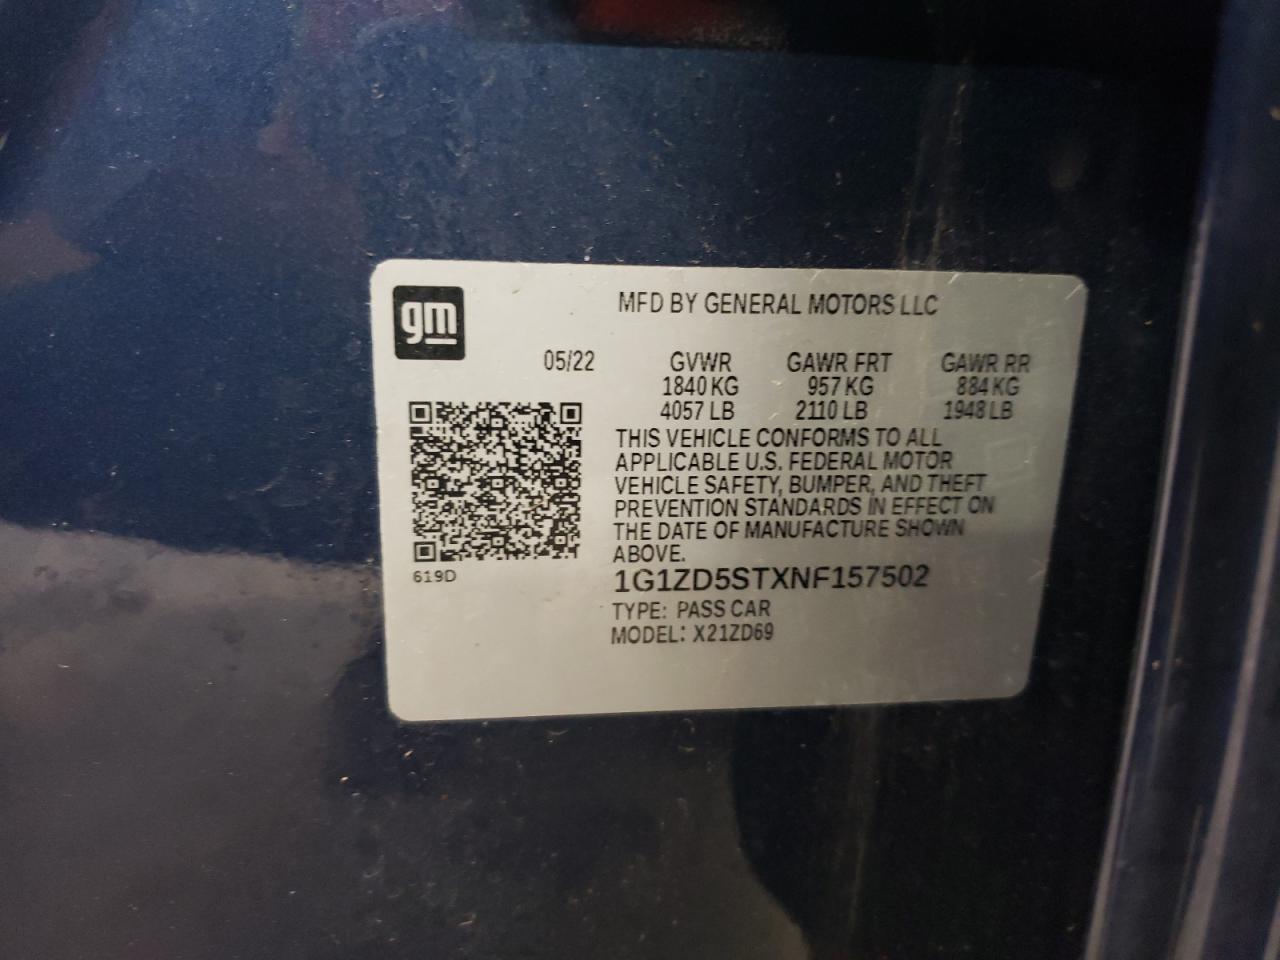 gm
MFD BY GENERAL MOTORS LLC
05/22 GVWR GAWR FRT GAWR RR
1840 KG 957 KG 884 KG
4057 LB 2110 LB 1948 LB
THIS VEHICLE CONFORMS TO ALL
APPLICABLE U.S. FEDERAL MOTOR
VEHICLE SAFETY, BUMPER, AND THEFT
PREVENTION STANDARDS IN EFFECT ON
THE DATE OF MANUFACTURE SHOWN
ABOVE.
619D
1G1ZD5STXNF157502
TYPE: PASS CAR
MODEL: X21ZD69